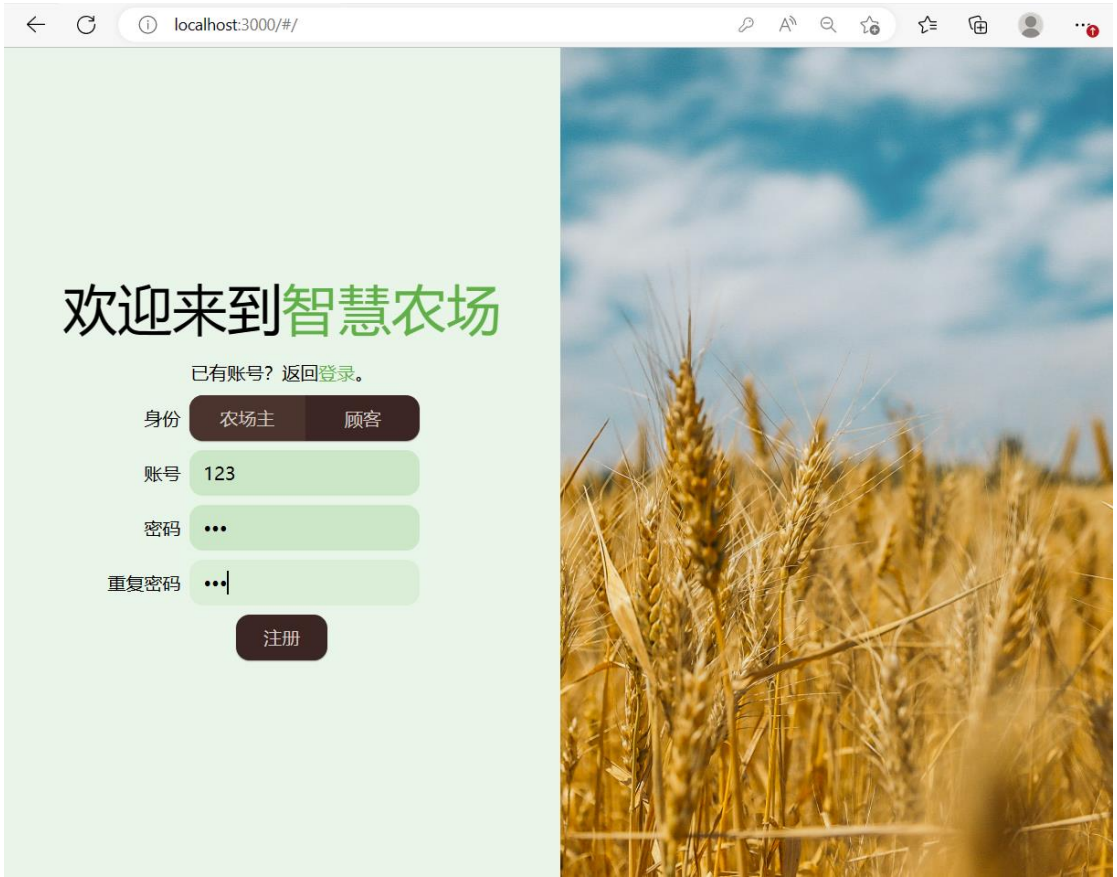 localhost:3000/#/
欢迎来到智慧农场
已有账号？返回登录。
身份 农场主 顾客
账号 123
密码 •••
重复密码 •••
注册